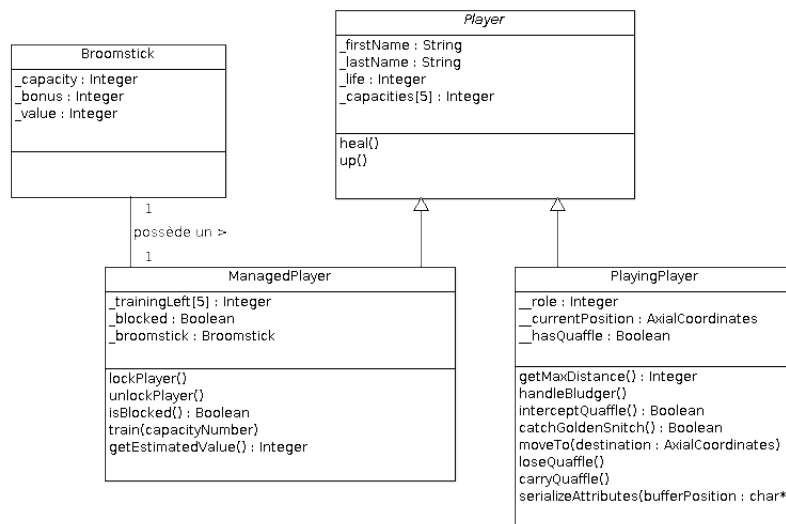 Player
_firstName : String
_lastName : String
_life : Integer
_capacities[5] : Integer
heal()
up()
Broomstick
_capacity : Integer
_bonus : Integer
_value : Integer
1
possède un >
1
ManagedPlayer
_trainingLeft[5] : Integer
_blocked : Boolean
_broomstick : Broomstick
lockPlayer()
unlockPlayer()
isBlocked() : Boolean
train(capacityNumber)
getEstimatedValue() : Integer
PlayingPlayer
__role : Integer
__currentPosition : AxialCoordinates
__hasQuaffle : Boolean
getMaxDistance() : Integer
handleBludger()
interceptQuaffle() : Boolean
catchGoldenSnitch() : Boolean
moveTo(destination : AxialCoordinates)
loseQuaffle()
carryQuaffle()
serializeAttributes(bufferPosition : char*